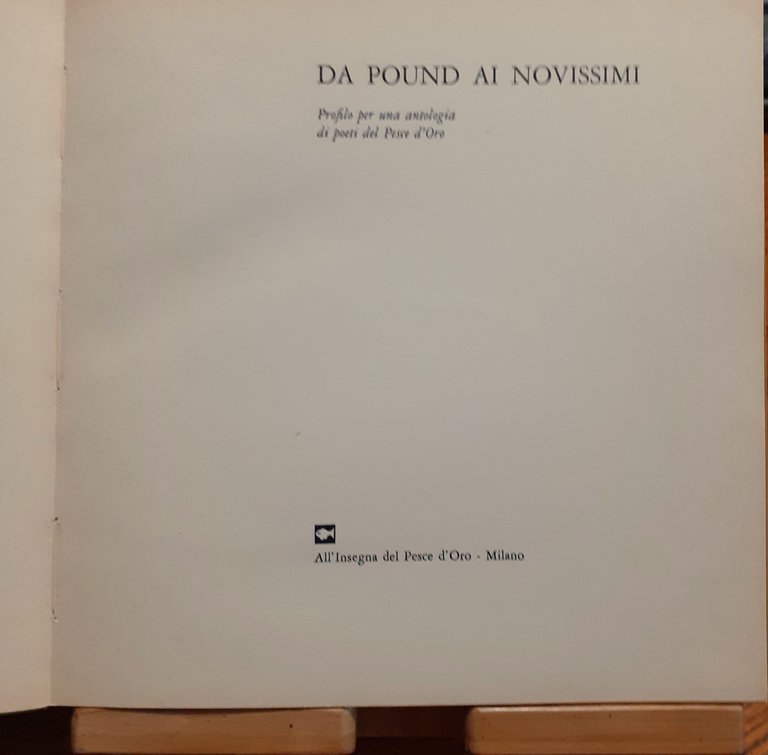 DA POUND AI NOVISSIMI
Profilo per una antologia
di poeti del Pesce d'Oro
All'Insegna del Pesce d'Oro - Milano